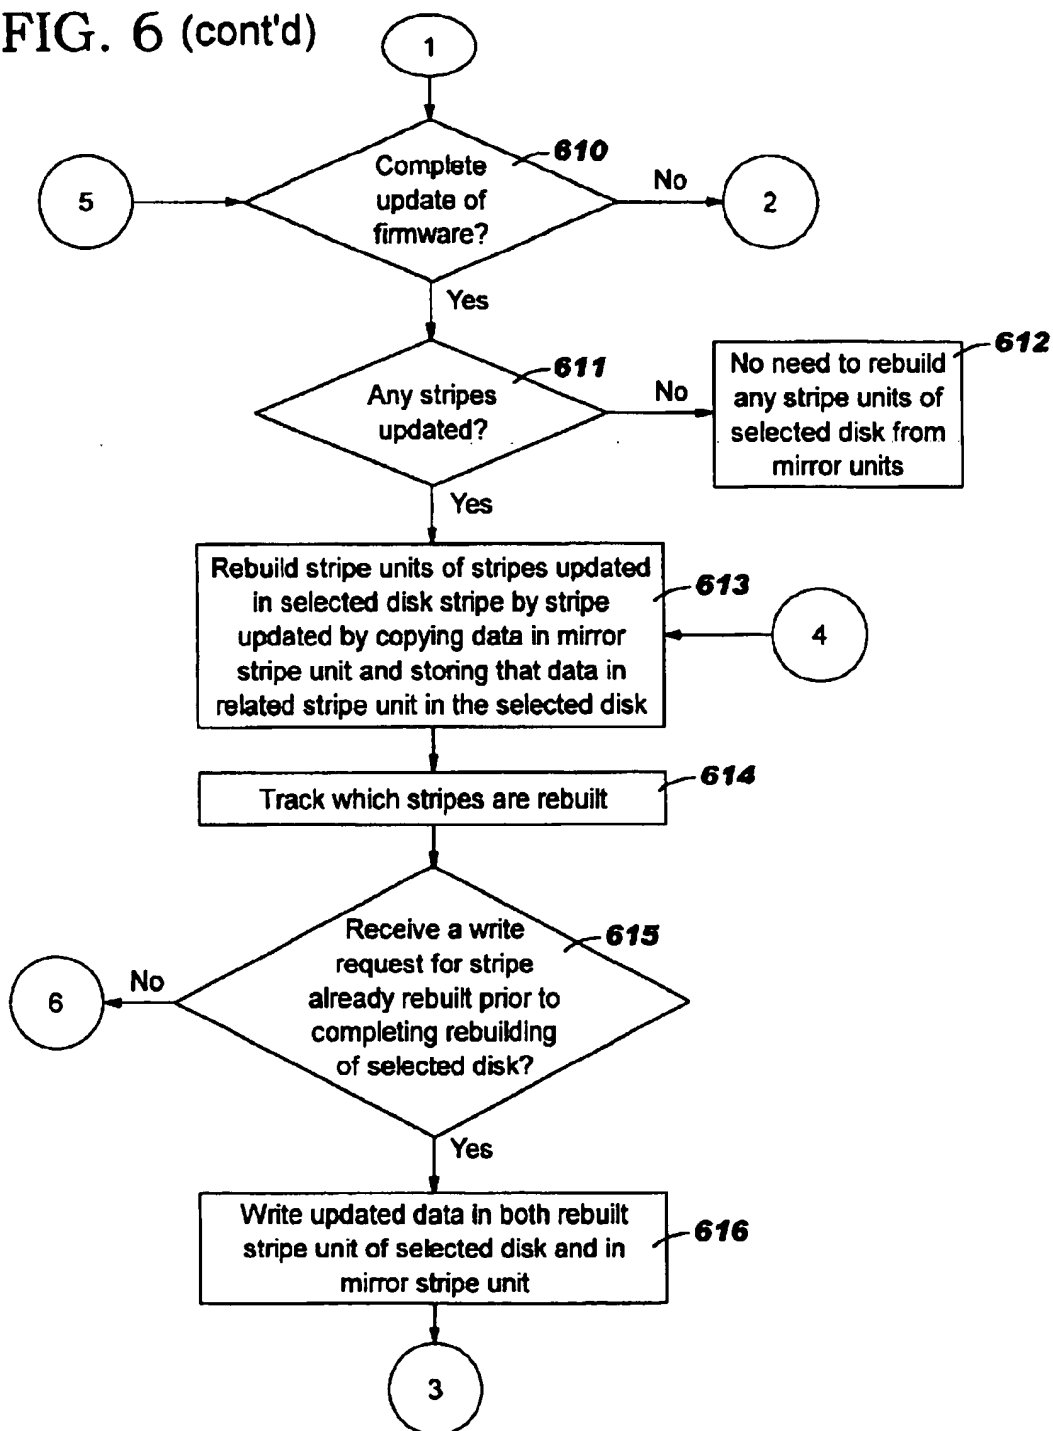 FIG. 6 (cont'd)
1
610
Complete
update of
firmware?
5
No
2
Yes
611
Any stripes
updated?
No
612
No need to rebuild
any stripe units of
selected disk from
mirror units
Yes
Rebuild stripe units of stripes updated
in selected disk stripe by stripe
updated by copying data in mirror
stripe unit and storing that data in
related stripe unit in the selected disk
613
4
614
Track which stripes are rebuilt
Receive a write
request for stripe
already rebuilt prior to
completing rebuilding
of selected disk?
615
No
6
Yes
Write updated data in both rebuilt
stripe unit of selected disk and in
mirror stripe unit
616
3